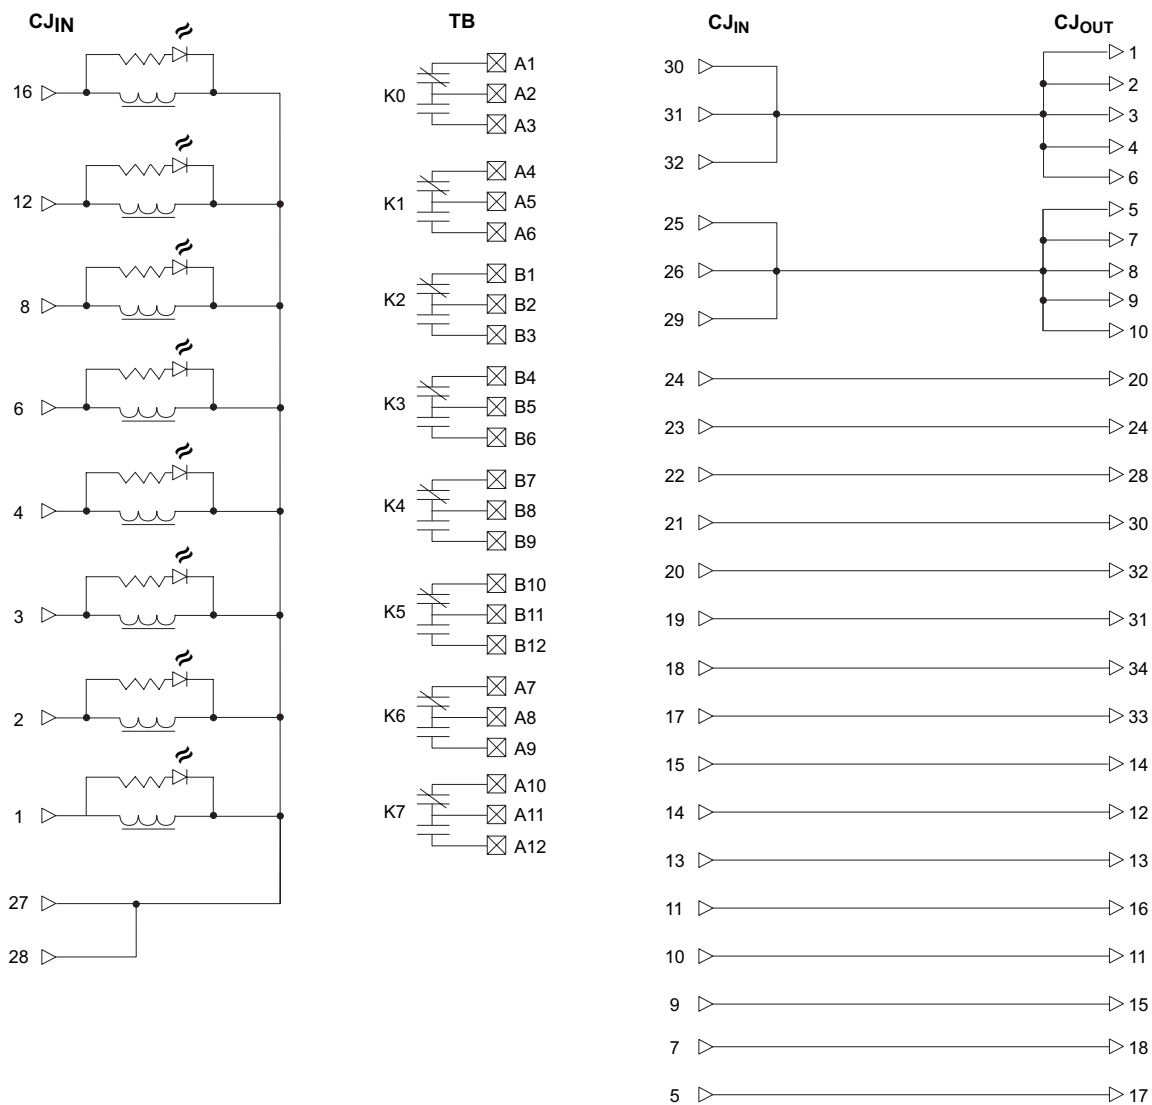 CJIN
16
12
8
6
4
3
2
1
27
28
TB
K0
A1
A2
A3
K1
A4
A5
A6
K2
B1
B2
B3
K3
B4
B5
B6
K4
B7
B8
B9
K5
B10
B11
B12
K6
A7
A8
A9
K7
A10
A11
A12
CJIN CJOUT
30
31
32
1
2
3
4
6
25
26
29
5
7
8
9
10
24 20
23 24
22 28
21 30
20 32
19 31
18 34
17 33
15 14
14 12
13 13
11 16
10 11
9 15
7 18
5 17